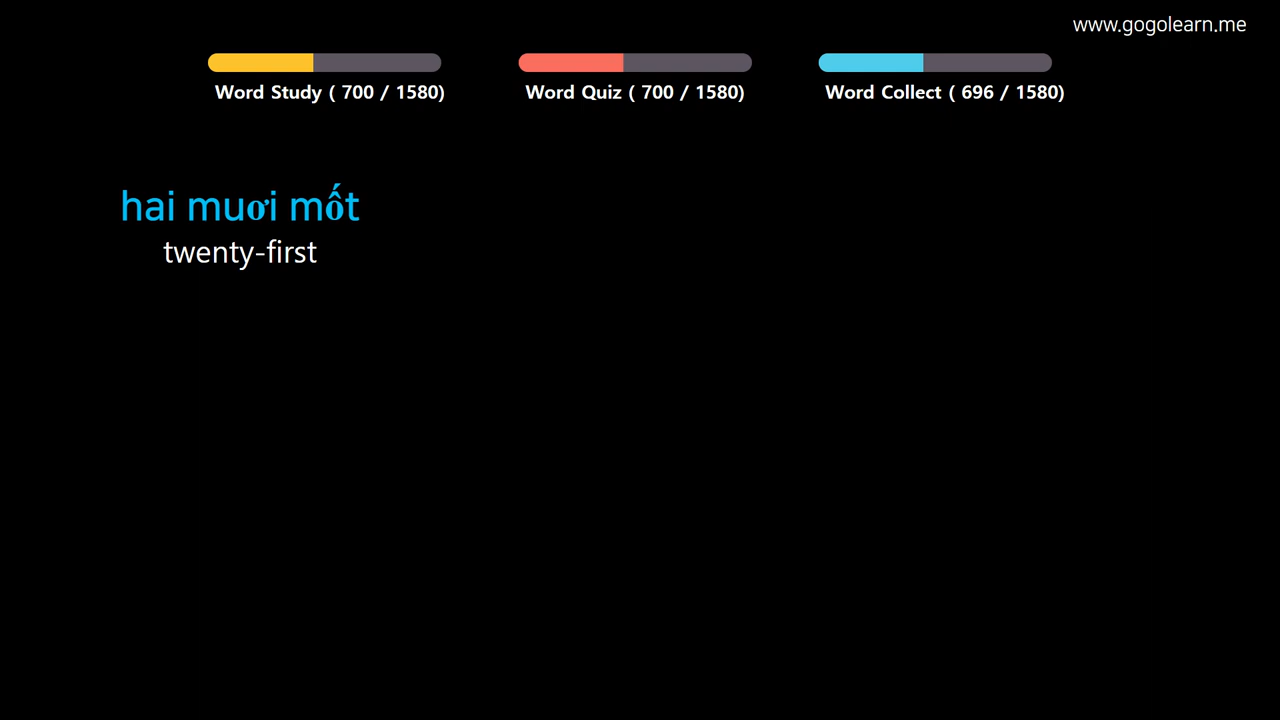 www.gogolearn.me
Word Study ( 700 / 1580)
Word Quiz ( 700 / 1580)
Word Collect ( 696 / 1580)
hai muơi mốt
twenty-first